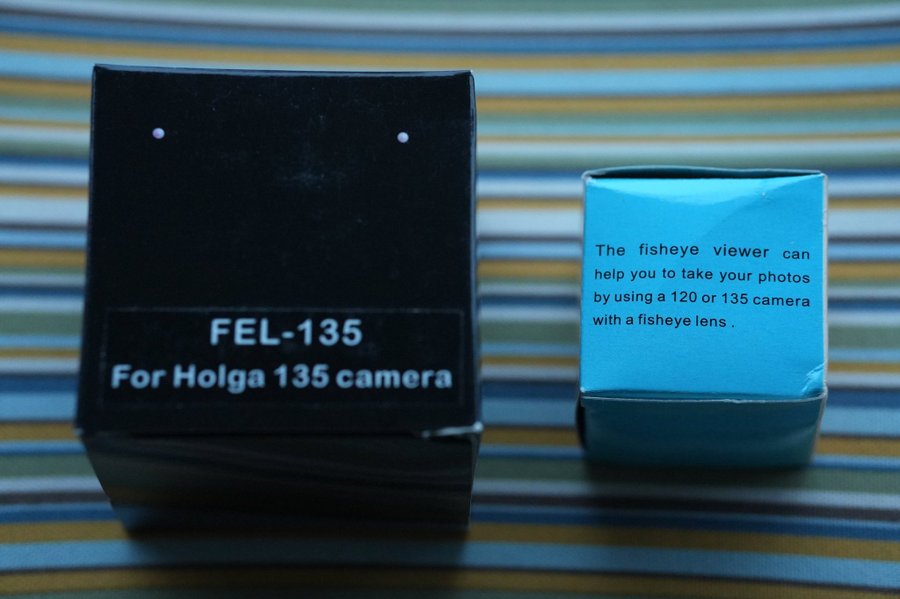 FEL-135
For Holga 135 camera
The fisheye viewer can
help you to take your photos
by using a 120 or 135 camera
with a fisheye lens .